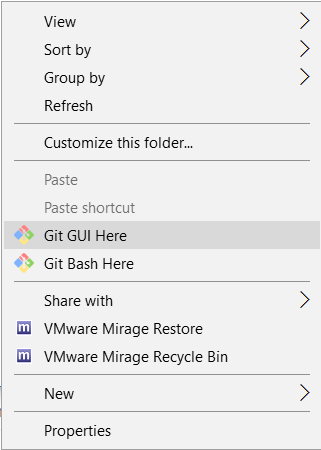 View
Sort by
Group by
Refresh
Customize this folder...
Paste
Paste shortcut
Git GUI Here
Git Bash Here
Share with
m VMware Mirage Restore
m VMware Mirage Recycle Bin
New
Properties